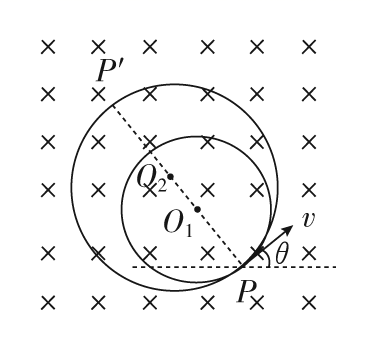 × × × × × ×
P′
× × × × × ×
× × × × × ×
O₂
× × × × × ×
O₁
v
× × × × × ×
θ
P
× × × × × ×